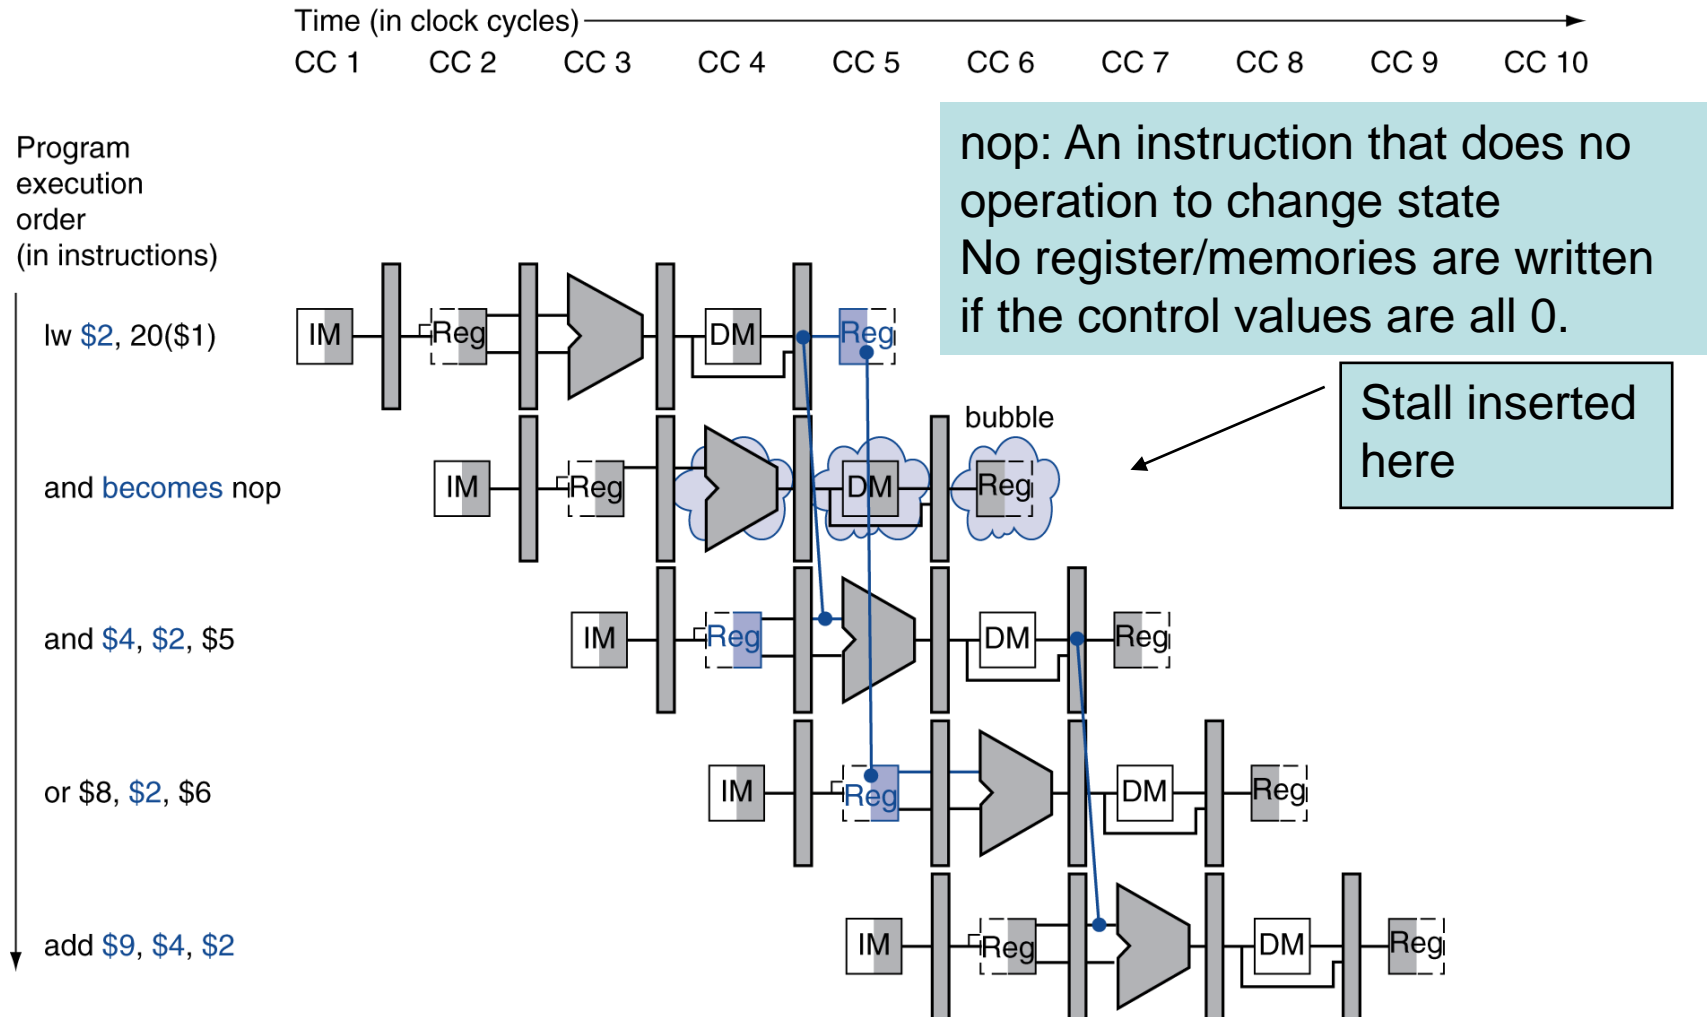 Time (in clock cycles)
CC 1 CC 2 CC 3 CC 4 CC 5 CC 6 CC 7 CC 8 CC 9 CC 10
nop: An instruction that does no
operation to change state
No register/memories are written
if the control values are all 0.
Program
execution
order
(in instructions)
lw $2, 20($1)
IM Reg DM Reg
Stall inserted
here
bubble
and becomes nop
IM Reg DM Reg
and $4, $2, $5
IM Reg DM Reg
or $8, $2, $6
IM Reg DM Reg
add $9, $4, $2
IM Reg DM Reg